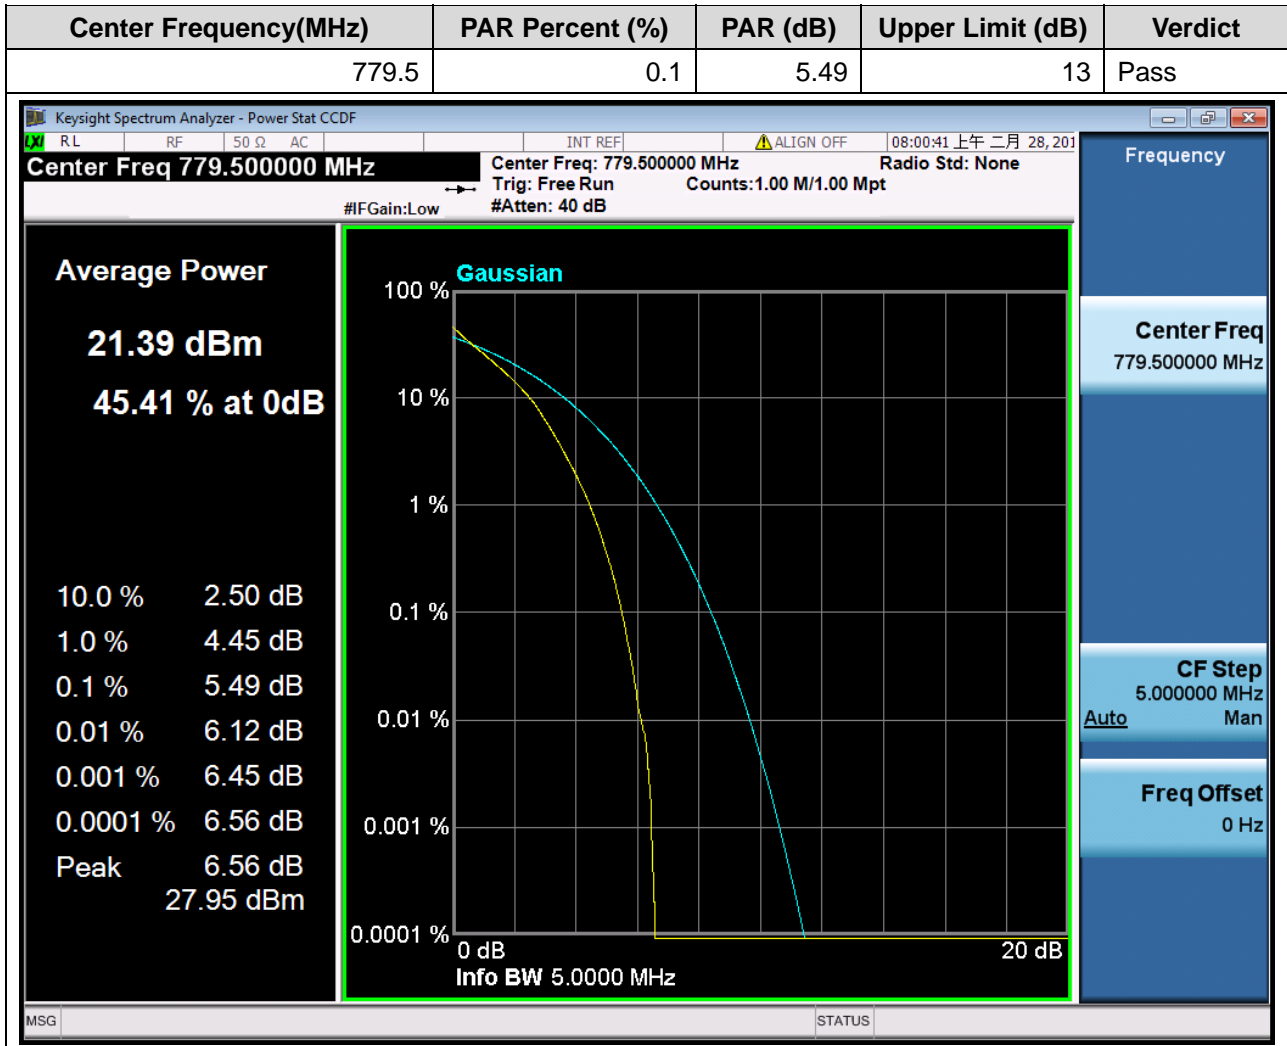 Center Frequency(MHz) PAR Percent (%) PAR (dB) Upper Limit (dB) Verdict
779.5 0.1 5.49 13 Pass
Keysight Spectrum Analyzer - Power Stat CCDF
LXI RL RF 50 Ω AC INT REF ALIGN OFF 08:00:41 上午 二月 28, 201
Center Freq 779.500000 MHz
Center Freq: 779.500000 MHz Radio Std: None
Trig: Free Run Counts:1.00 M/1.00 Mpt
#IFGain:Low #Atten: 40 dB
Average Power
21.39 dBm
45.41 % at 0dB
10.0 % 2.50 dB
1.0 % 4.45 dB
0.1 % 5.49 dB
0.01 % 6.12 dB
0.001 % 6.45 dB
0.0001 % 6.56 dB
Peak 6.56 dB
27.95 dBm
Gaussian
100 %
10 %
1 %
0.1 %
0.01 %
0.001 %
0.0001 %
0 dB 20 dB
Info BW 5.0000 MHz
Frequency
Center Freq
779.500000 MHz
CF Step
5.000000 MHz
Auto Man
Freq Offset
0 Hz
MSG STATUS